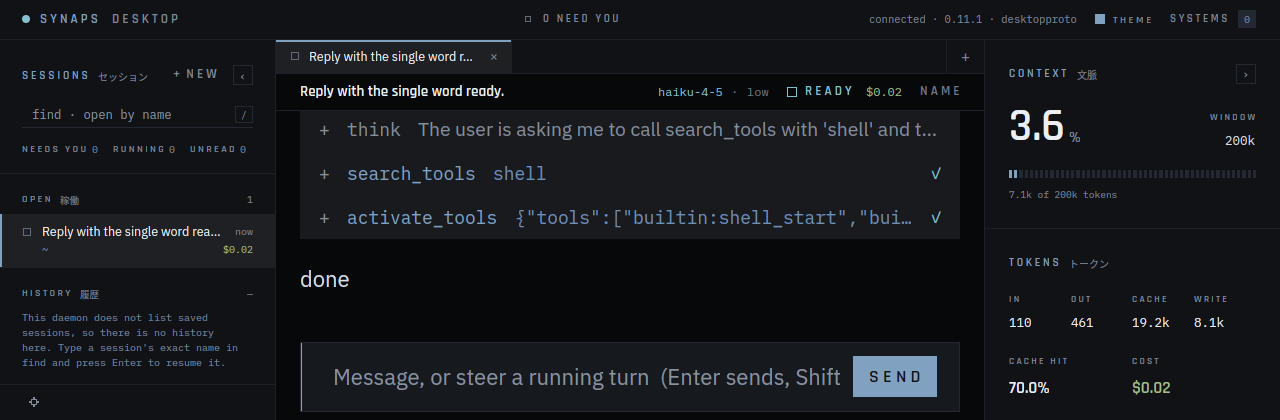 SYNAPS DESKTOP
0 NEED YOU
connected · 0.11.1 · desktopproto THEME SYSTEMS 0
SESSIONS セッション + NEW ‹
find · open by name /
NEEDS YOU 0 RUNNING 0 UNREAD 0
OPEN 稼働 1
Reply with the single word rea... now
~ $0.02
HISTORY 履歴 —
This daemon does not list saved
sessions, so there is no history
here. Type a session's exact name in
find and press Enter to resume it.
Reply with the single word r... × +
Reply with the single word ready. haiku-4-5 · low READY $0.02 NAME
+ think The user is asking me to call search_tools with 'shell' and t...
+ search_tools shell √
+ activate_tools {"tools":["builtin:shell_start","bui… √
done
Message, or steer a running turn (Enter sends, Shift SEND
CONTEXT 文脈 ›
3.6 % WINDOW
200k
7.1k of 200k tokens
TOKENS トークン
IN OUT CACHE WRITE
110 461 19.2k 8.1k
CACHE HIT COST
70.0% $0.02